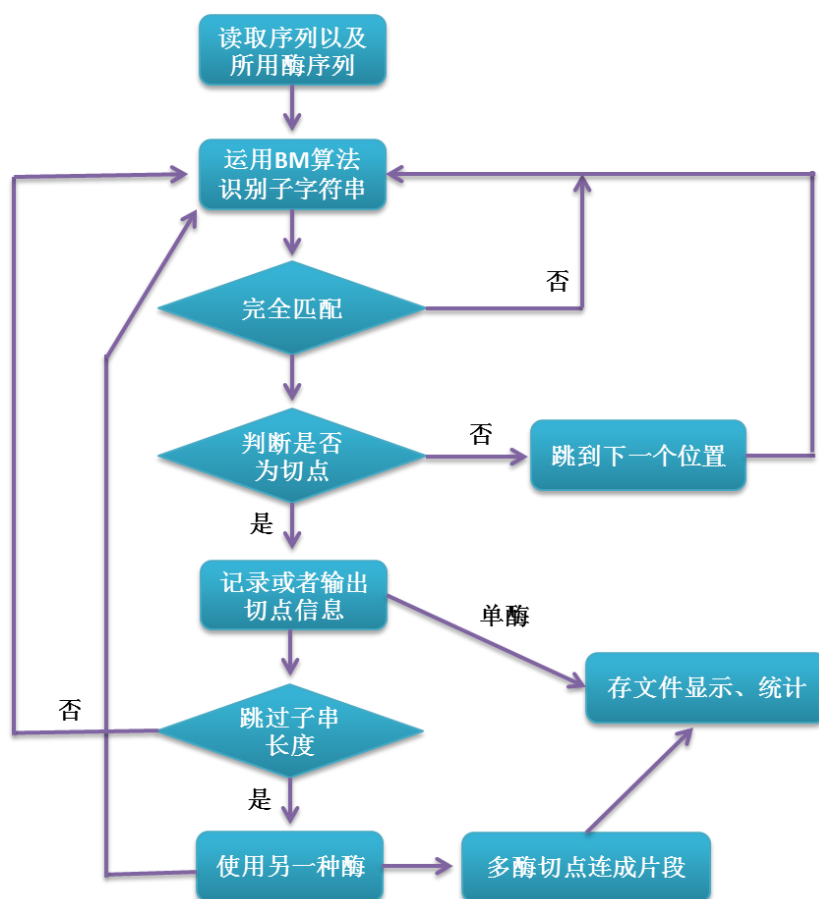 读取序列以及
所用酶序列
运用BM算法
识别子字符串
否
完全匹配
判断是否
为切点
否
跳到下一个位置
是
记录或者输出
切点信息
单酶
存文件显示、统计
否
跳过子串
长度
是
使用另一种酶
多酶切点连成片段